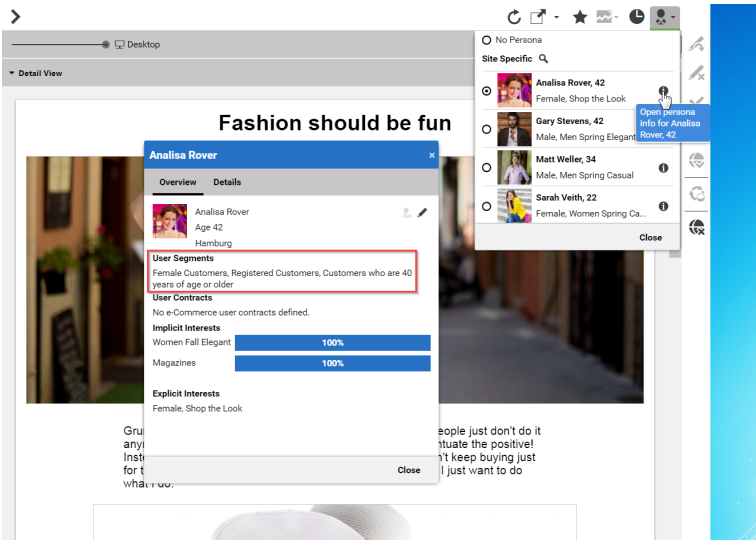 Desktop
Detail View
Fashion should be fun
No Persona
Site Specific
Analisa Rover, 42
Female, Shop the Look
Gary Stevens, 42
Male, Men Spring Elegant
Matt Weller, 34
Male, Men Spring Casual
Sarah Veith, 22
Female, Women Spring Ca...
Close
Open persona
info for Analisa
Rover, 42
Analisa Rover
×
Overview Details
Analisa Rover
Age 42
Hamburg
User Segments
Female Customers, Registered Customers, Customers who are 40
years of age or older
User Contracts
No e-Commerce user contracts defined.
Implicit Interests
Women Fall Elegant 100%
Magazines 100%
Explicit Interests
Female, Shop the Look
Close
eople just don't do it
the positive!
keep buying just
I just want to do
what I do.